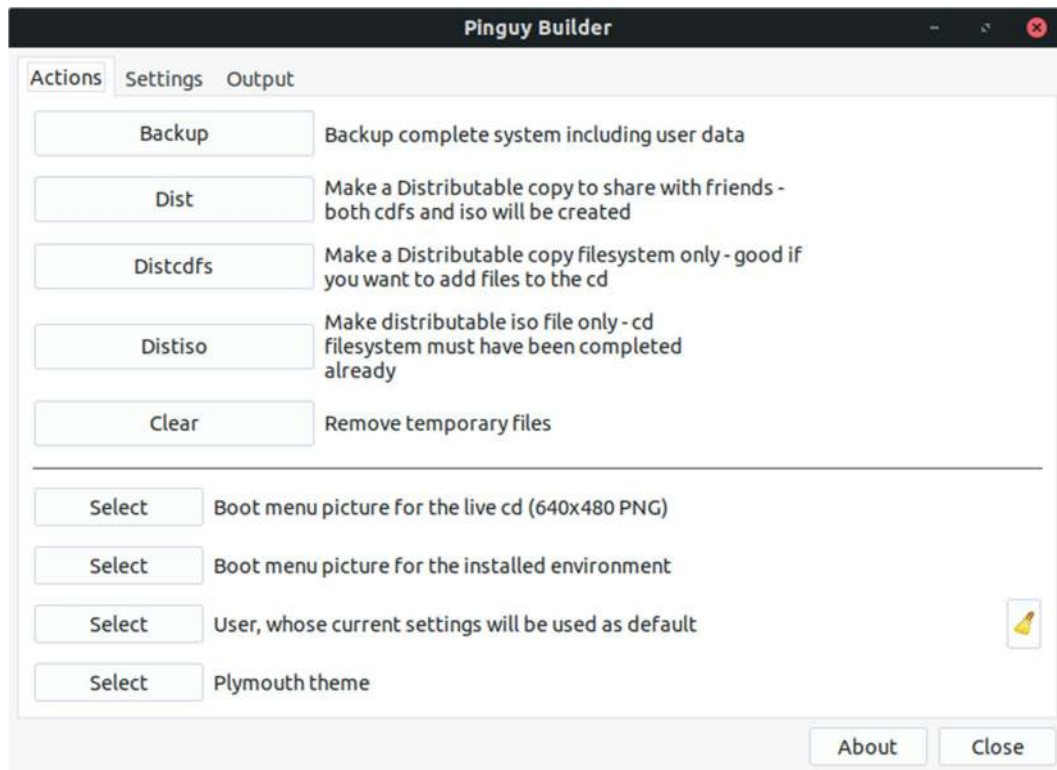 Pinguy Builder
Actions Settings Output
Backup Backup complete system including user data
Dist Make a Distributable copy to share with friends -
both cdfs and iso will be created
Distcdfs Make a Distributable copy filesystem only - good if
you want to add files to the cd
Distiso Make distributable iso file only - cd
filesystem must have been completed
already
Clear Remove temporary files
Select Boot menu picture for the live cd (640x480 PNG)
Select Boot menu picture for the installed environment
Select User, whose current settings will be used as default
Select Plymouth theme
About Close